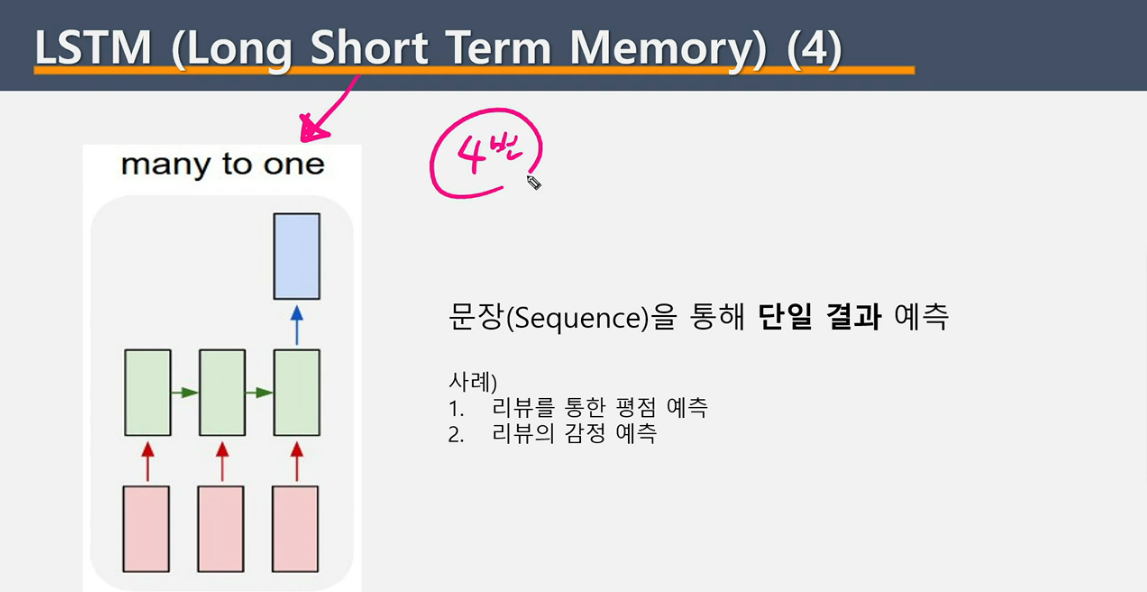 LSTM (Long Short Term Memory) (4)
many to one
4번
문장(Sequence)을 통해 단일 결과 예측
사례)
1. 리뷰를 통한 평점 예측
2. 리뷰의 감정 예측